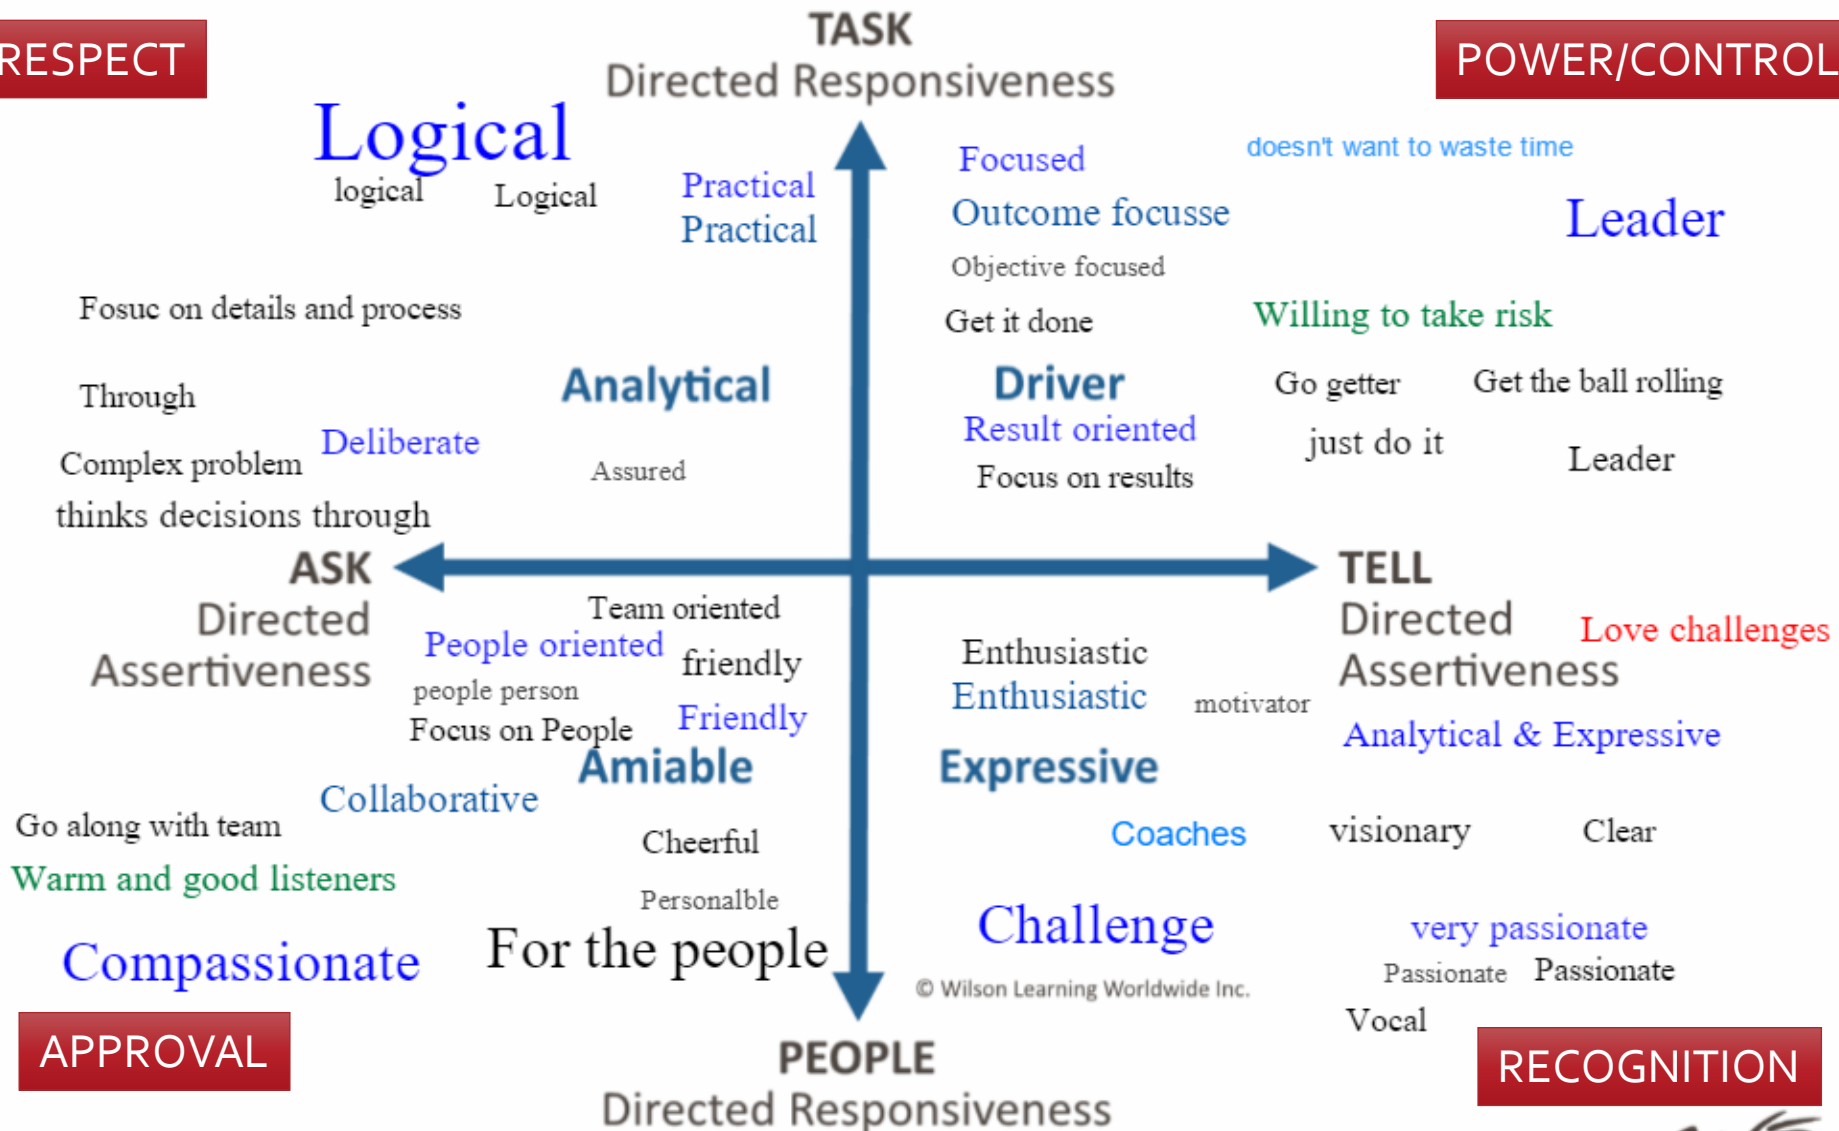 TASK
Directed Responsiveness
RESPECT
POWER/CONTROL
Logical
logical
Logical
Practical
Practical
Fosuc on details and process
Through
Analytical
Deliberate
Complex problem
Assured
thinks decisions through
Focused
doesn't want to waste time
Outcome focusse
Leader
Objective focused
Get it done
Willing to take risk
Driver
Go getter
Get the ball rolling
Result oriented
just do it
Leader
Focus on results
ASK
Directed
Assertiveness
TELL
Directed
Assertiveness
Love challenges
Team oriented
People oriented
friendly
people person
Focus on People
Friendly
Amiable
Collaborative
Go along with team
Cheerful
Warm and good listeners
Personalble
For the people
Compassionate
Enthusiastic
Enthusiastic
motivator
Analytical & Expressive
Expressive
Coaches
visionary
Clear
Challenge
very passionate
Passionate
Passionate
© Wilson Learning Worldwide Inc.
Vocal
APPROVAL
RECOGNITION
PEOPLE
Directed Responsiveness